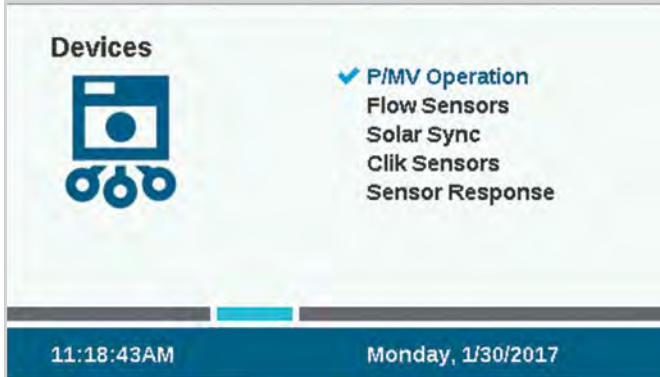 Devices
P/MV Operation
Flow Sensors
Solar Sync
Clik Sensors
Sensor Response
11:18:43AM Monday, 1/30/2017